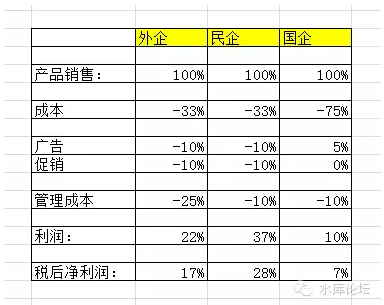 外企 民企 国企
产品销售: 100% 100% 100%
成本 -33% -33% -75%
广告 -10% -10% 5%
促销 -10% -10% 0%
管理成本 -25% -10% -10%
利润: 22% 37% 10%
税后净利润: 17% 28% 7%
水库论坛